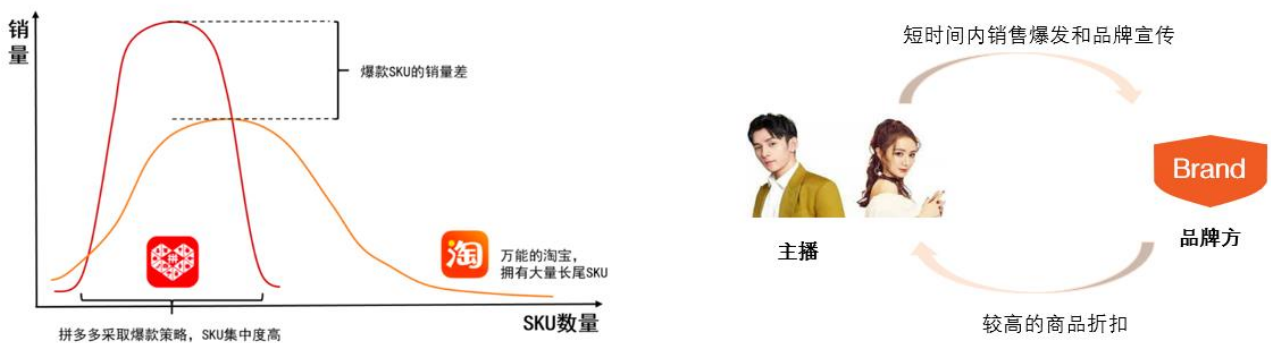 销
量
爆款SKU的销量差
拼
淘
万能的淘宝,
拥有大量长尾SKU
SKU数量
拼多多采取爆款策略, SKU集中度高
短时间内销售爆发和品牌宣传
Brand
主播
品牌方
较高的商品折扣